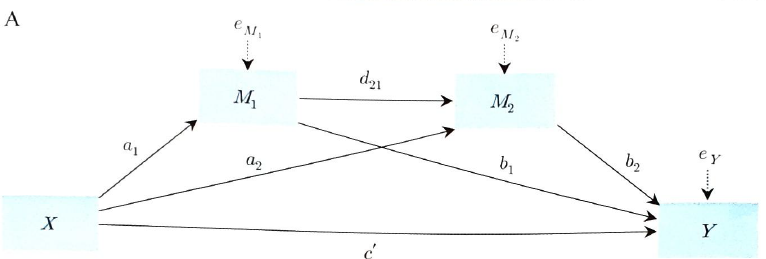 A
e_{M_1}
e_{M_2}
M_1
d_{21}
M_2
a_1
a_2
b_1
b_2
e_Y
X
Y
c'